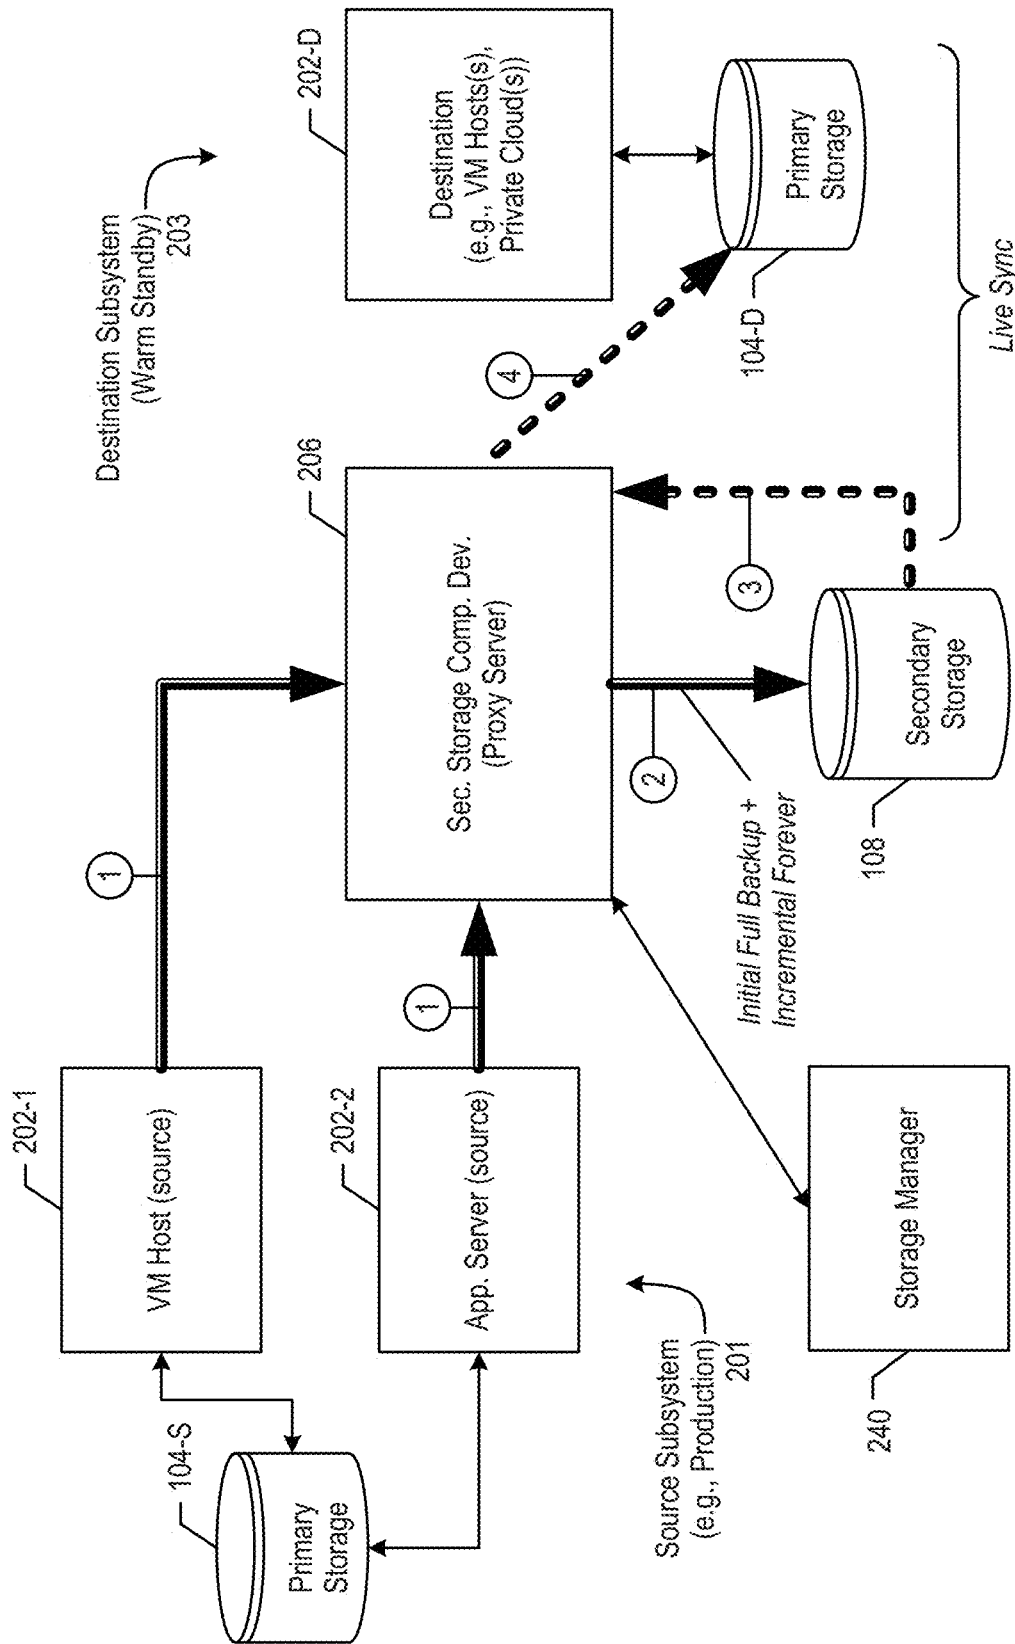 Destination Subsystem
(Warm Standby)
203
202-1
VM Host (source)
1
206
Sec. Storage Comp. Dev.
(Proxy Server)
202-D
Destination
(e.g., VM Hosts(s),
Private Cloud(s))
104-S
Primary
Storage
202-2
App. Server (source)
1
4
104-D
Primary
Storage
Source Subsystem
(e.g., Production)
201
2
3
Initial Full Backup +
Incremental Forever
240
Storage Manager
108
Secondary
Storage
Live Sync